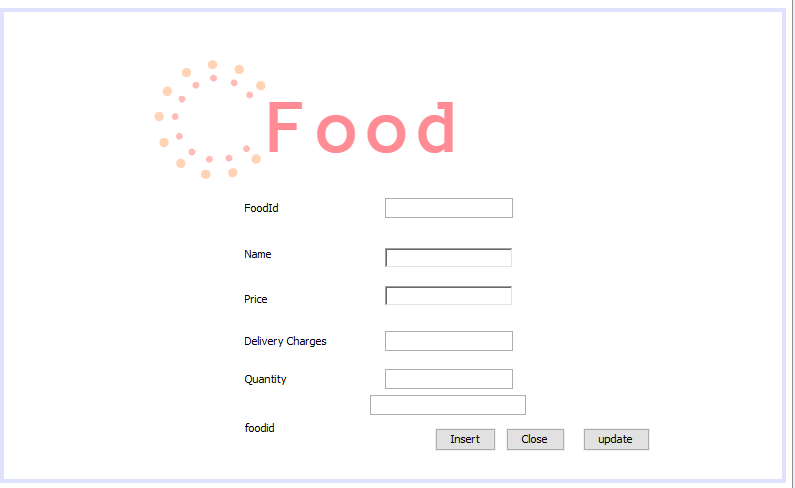 Food
FoodId
Name
Price
Delivery Charges
Quantity
foodid
Insert Close update